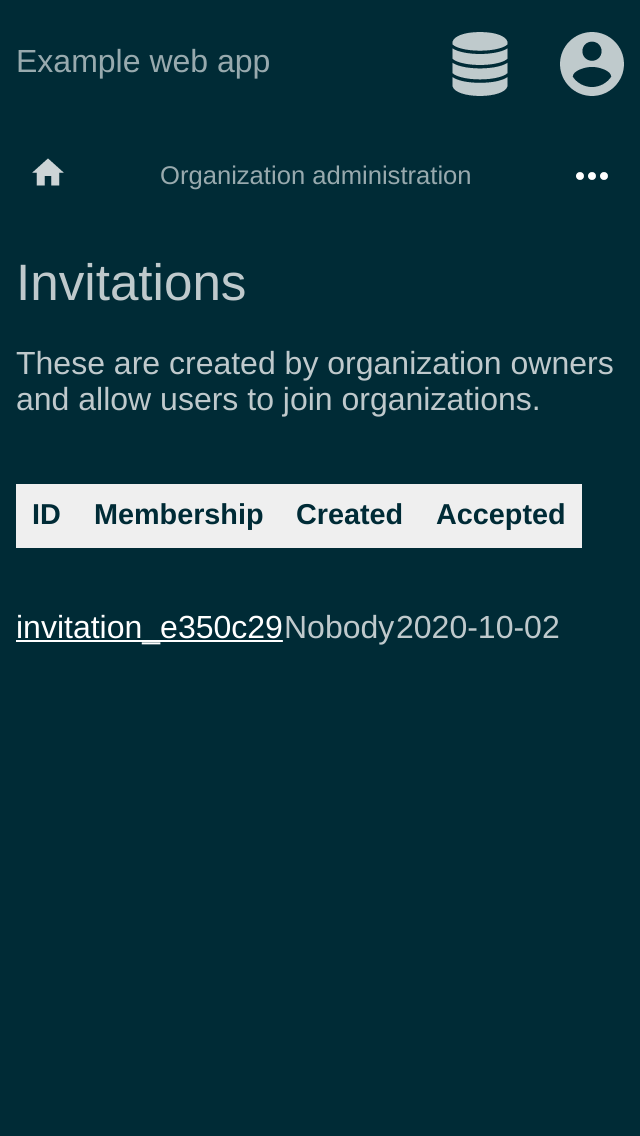 Example web app
Organization administration
Invitations
These are created by organization owners
and allow users to join organizations.
ID Membership Created Accepted
invitation_e350c29 Nobody 2020-10-02